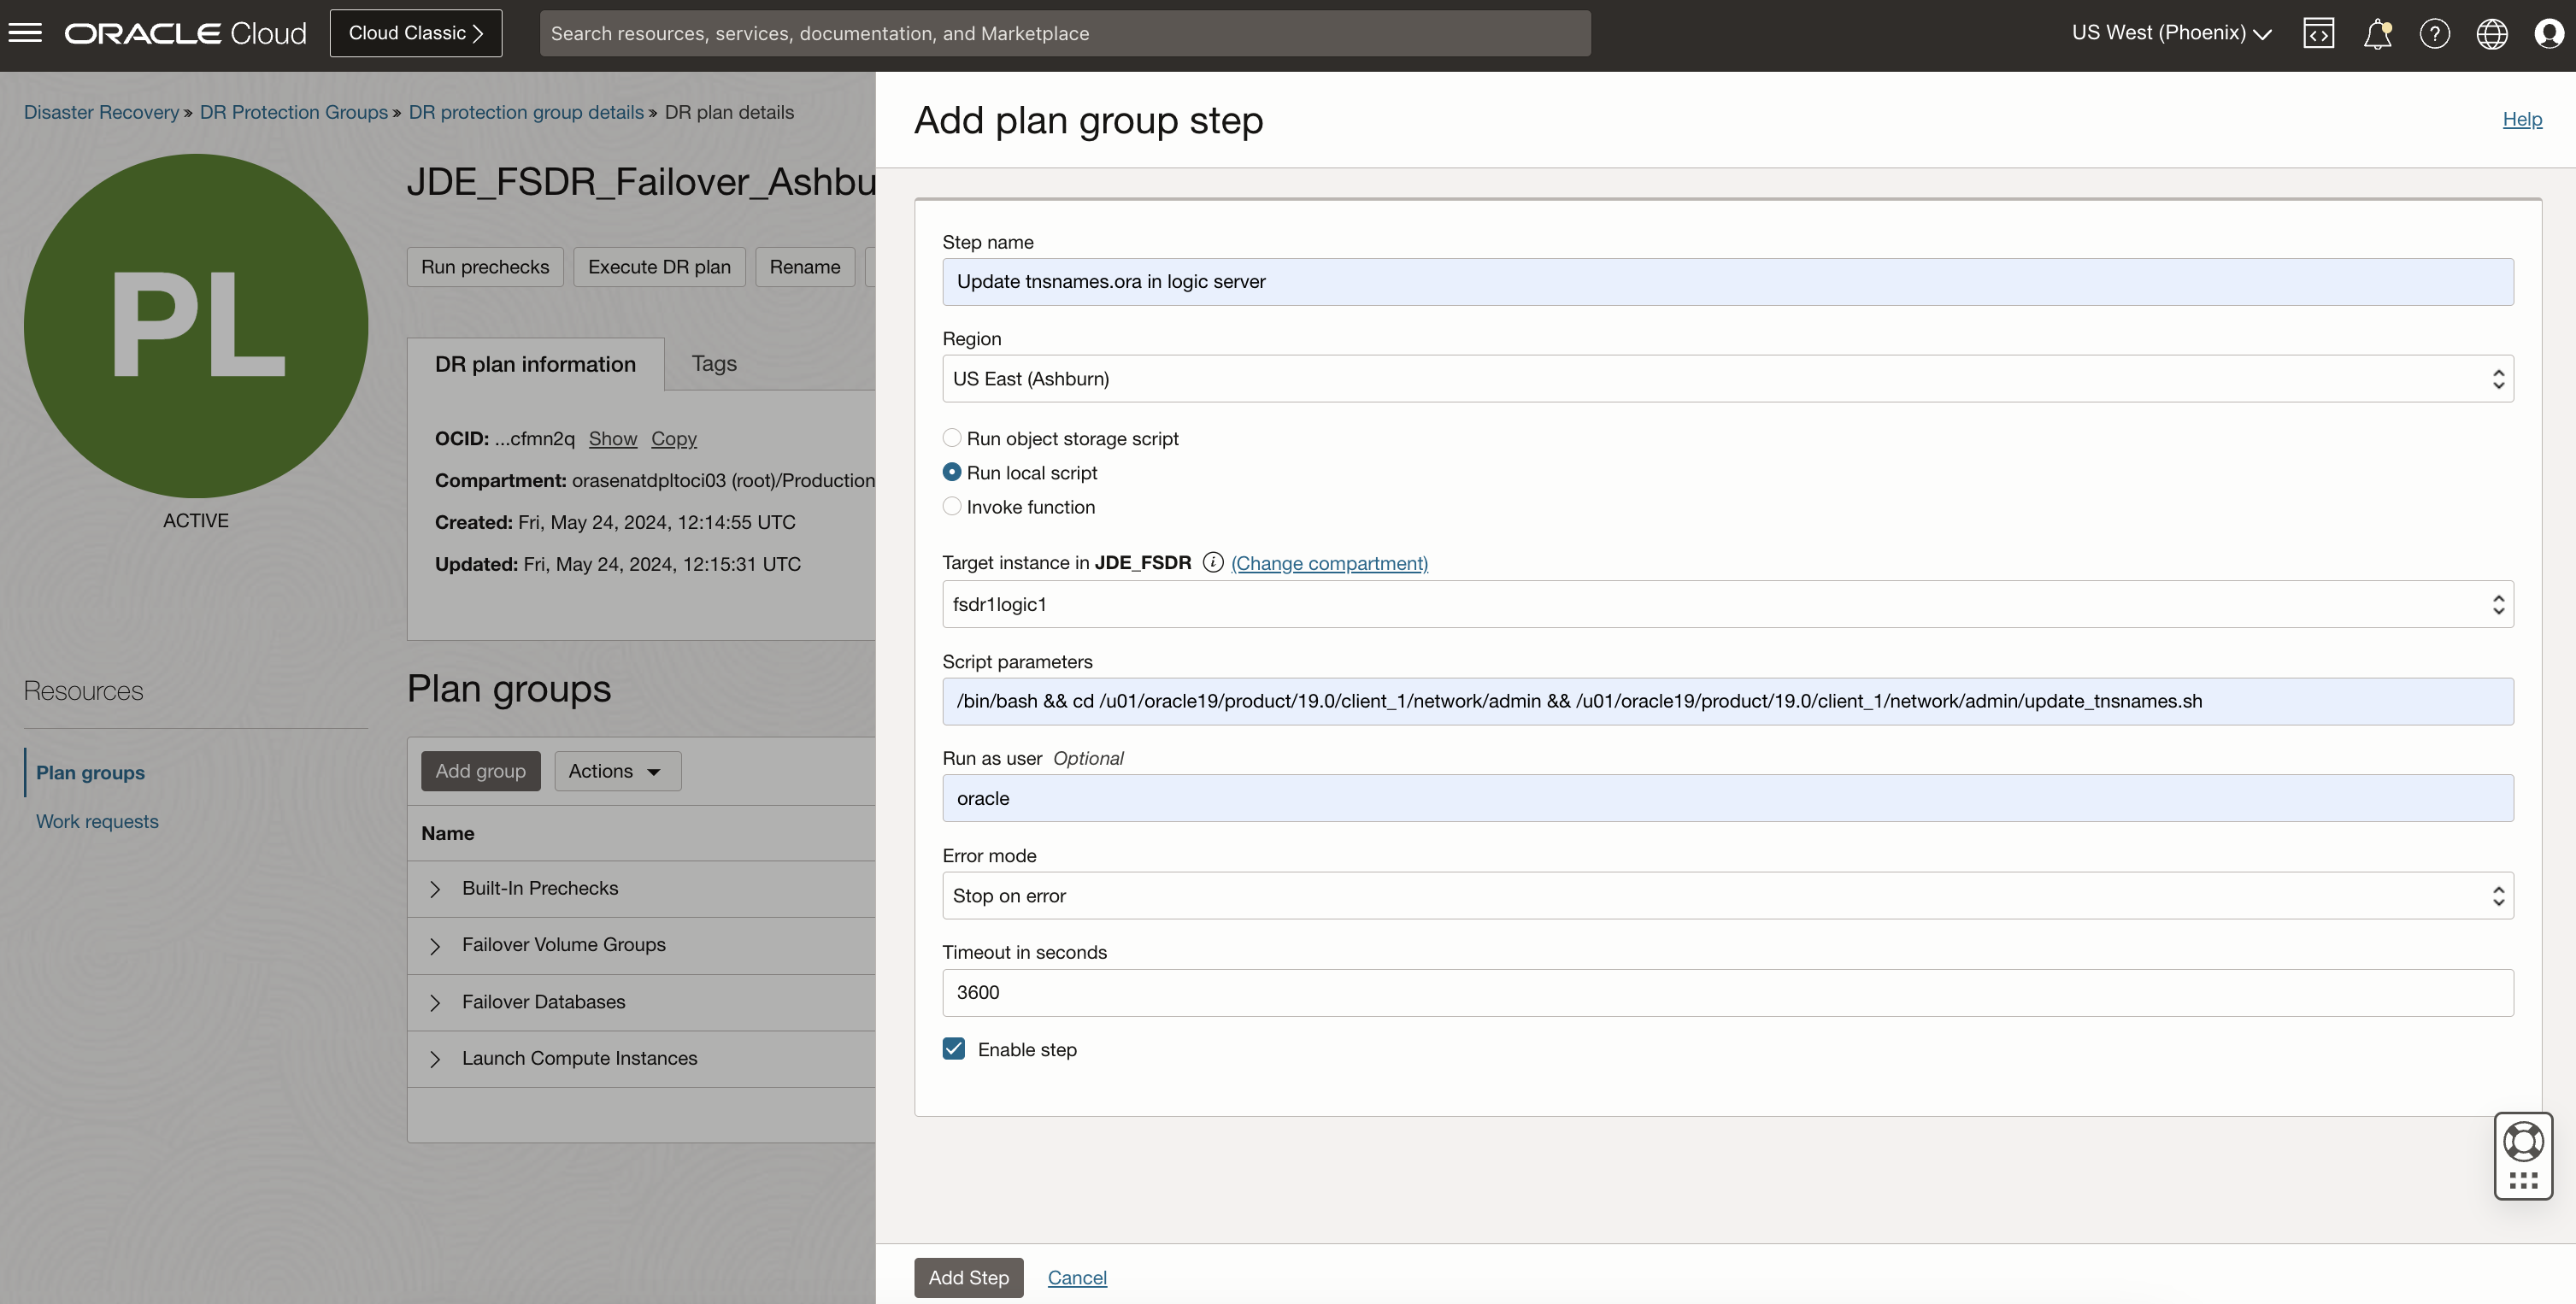 ORACLE Cloud
Cloud Classic
Search resources, services, documentation, and Marketplace
US West (Phoenix)
Disaster Recovery » DR Protection Groups » DR protection group details » DR plan details
PL
ACTIVE
JDE_FSDR_Failover_Ashbu
Run prechecks
Execute DR plan
Rename
DR plan information
Tags
OCID: ...cfmn2q Show Copy
Compartment: orasenatdpltoci03 (root)/Production
Created: Fri, May 24, 2024, 12:14:55 UTC
Updated: Fri, May 24, 2024, 12:15:31 UTC
Resources
Plan groups
Work requests
Plan groups
Add group
Actions
Name
Built-In Prechecks
Failover Volume Groups
Failover Databases
Launch Compute Instances
Add plan group step
Help
Step name
Update tnsnames.ora in logic server
Region
US East (Ashburn)
Run object storage script
Run local script
Invoke function
Target instance in JDE_FSDR (Change compartment)
fsdr1logic1
Script parameters
/bin/bash && cd /u01/oracle19/product/19.0/client_1/network/admin && /u01/oracle19/product/19.0/client_1/network/admin/update_tnsnames.sh
Run as user Optional
oracle
Error mode
Stop on error
Timeout in seconds
3600
Enable step
Add Step
Cancel